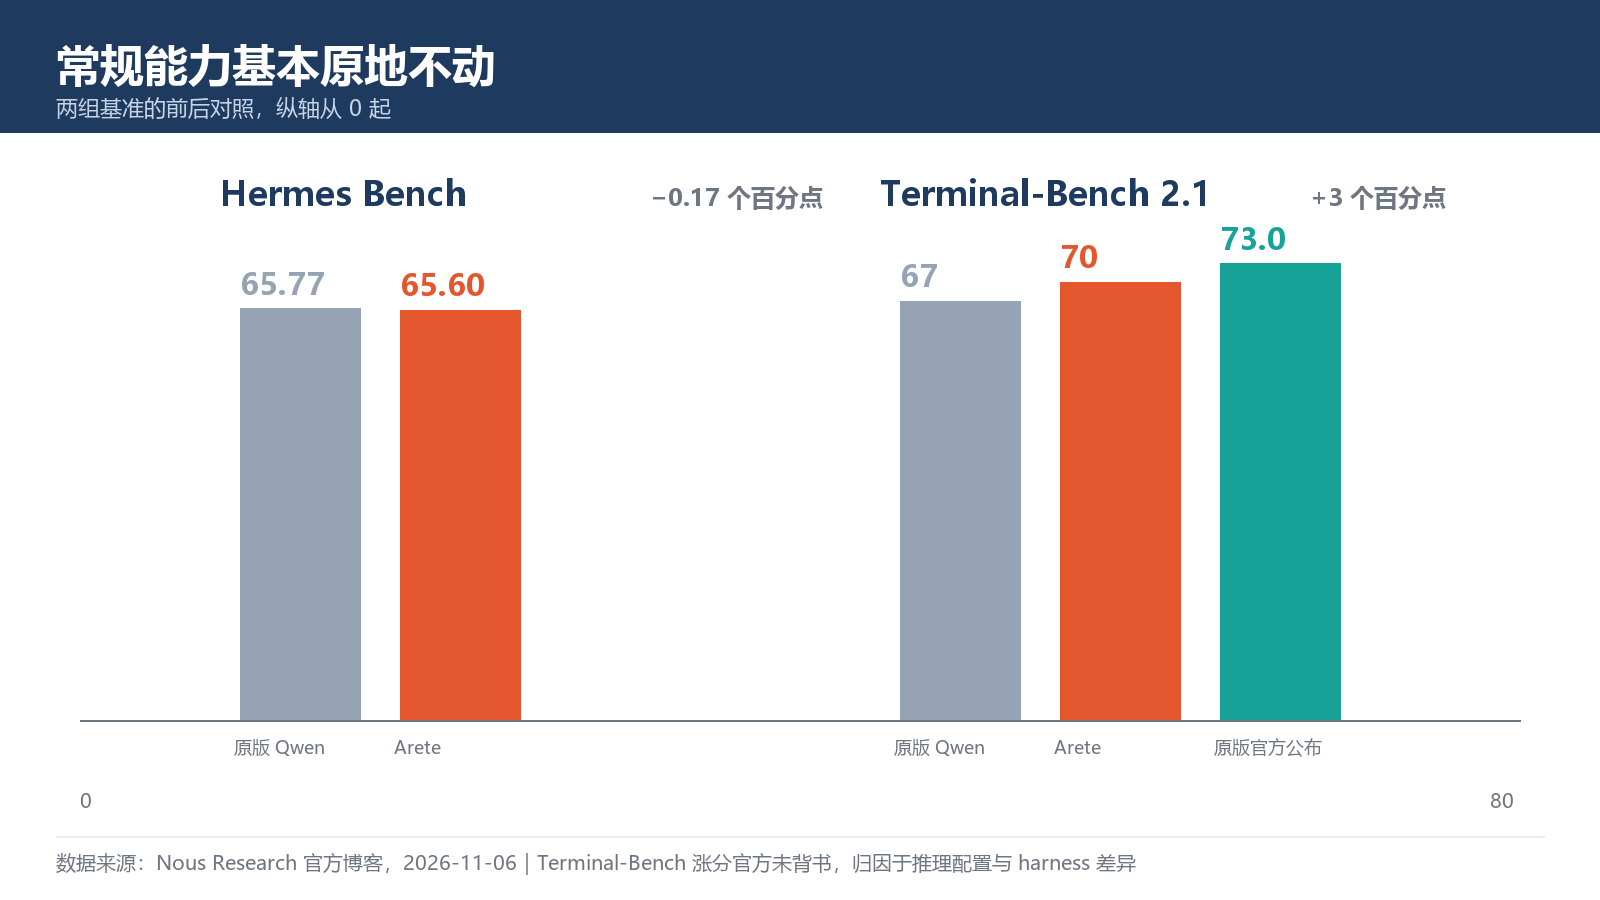 常规能力基本原地不动
两组基准的前后对照，纵轴从 0 起
Hermes Bench
−0.17 个百分点
65.77
65.60
原版 Qwen
Arete
Terminal-Bench 2.1
+3 个百分点
67
70
73.0
原版 Qwen
Arete
原版官方公布
0
80
数据来源：Nous Research 官方博客，2026-11-06 | Terminal-Bench 涨分官方未背书，归因于推理配置与 harness 差异